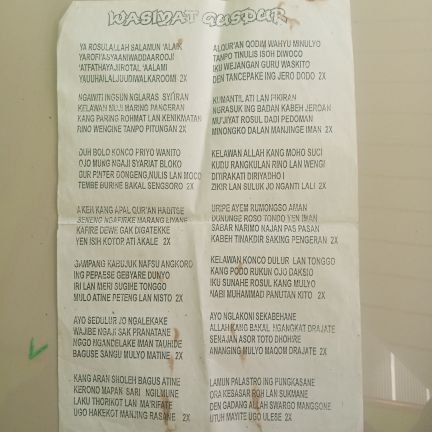 WASIYAT GUSDUR
YA ROSULALLAH SALAMUN 'ALAIK
YAROFI'ASYAANIWADDAAROOJI
'ATFATHAYAJIROTAL 'AALAMI
YAUUHAILALJUUDIWALKAROOMI 2X
NGAWITI INGSUN NGLARAS SYI'IRAN
KELAWAN MUJI MARING PANGERAN
KANG PARING ROHMAT LAN KENIKMATAN
RINO WENGINE TANPO PITUNGAN 2X
DUH BOLO KONCO PRIYO WANITO
OJO MUNG NGAJI SYARIAT BLOKO
GUR PINTER DONGENG,NULIS LAN MOCO
TEMBE BURINE BAKAL SENGSORO 2X
AKEH KANG APAL QUR'AN HADITSE
SENENG NGAFIRKE MARANG LIYANE
KAFIRE DEWE GAK DIGATEKKE
YEN ISIH KOTOR ATI AKALE 2X
GAMPANG KABUJUK NAFSU ANGKORO
ING PEPAESE GEBYARE DUNYO
IRI LAN MERI SUGIHE TONGGO
MULO ATINE PETENG LAN NISTO 2X
AYO SEDULUR JO NGALEKAKE
WAJIBE NGAJI SAK PRANATANE
NGGO NGANDELAKE IMAN TAUHIDE
BAGUSE SANGU MULYO MATINE 2X
KANG ARAN SHOLEH BAGUS ATINE
KERONO MAPAN SARI NGILMUNE
LAKU THORIKOT LAN MA'RIFATE
UGO HAKEKOT MANJING RASANE 2X
ALQUR'AN QODIM WAHYU MINULYO
TANPO TINULIS ISOH DIWOCO
IKU WEJANGAN GURU WASKITO
DEN TANCEPAKE ING JERO DODO 2X
KUMANTIL ATI LAN PIKIRAN
MRASUK ING BADAN KABEH JEROAN
MU'JIYAT ROSUL DADI PEDOMAN
MINONGKO DALAN MANJINGE IMAN 2X
KELAWAN ALLAH KANG MOHO SUCI
KUDU RANGKULAN RINO LAN WENGI
DITIRAKATI DIRIYADHO I
ZIKIR LAN SULUK JO NGANTI LALI 2X
URIPE AYEM RUMONGSO AMAN
DUNUNGE ROSO TONDO YEN IMAN
SABAR NARIMO NAJAN PAS PASAN
KABEH TINAKDIR SAKING PENGERAN 2X
KELAWAN KONCO DULUR LAN TONGGO
KANG PODO RUKUN OJO DAKSIO
IKU SUNAHE ROSUL KANG MULYO
NABI MUHAMMAD PANUTAN KITO 2X
AYO NGLAKONI SEKABEHANE
ALLAH KANG BAKAL NGANGKAT DRAJATE
SENAJAN ASOR TOTO DHOHIRE
ANANGING MULYO MAQOM DRAJATE 2X
LAMUN PALASTRO ING PUNGKASANE
ORA KESASAR ROH LAN SUKMANE
DEN GADANG ALLAH SWARGO MANGGONE
UTUH MAYITE UGO ULESE 2X